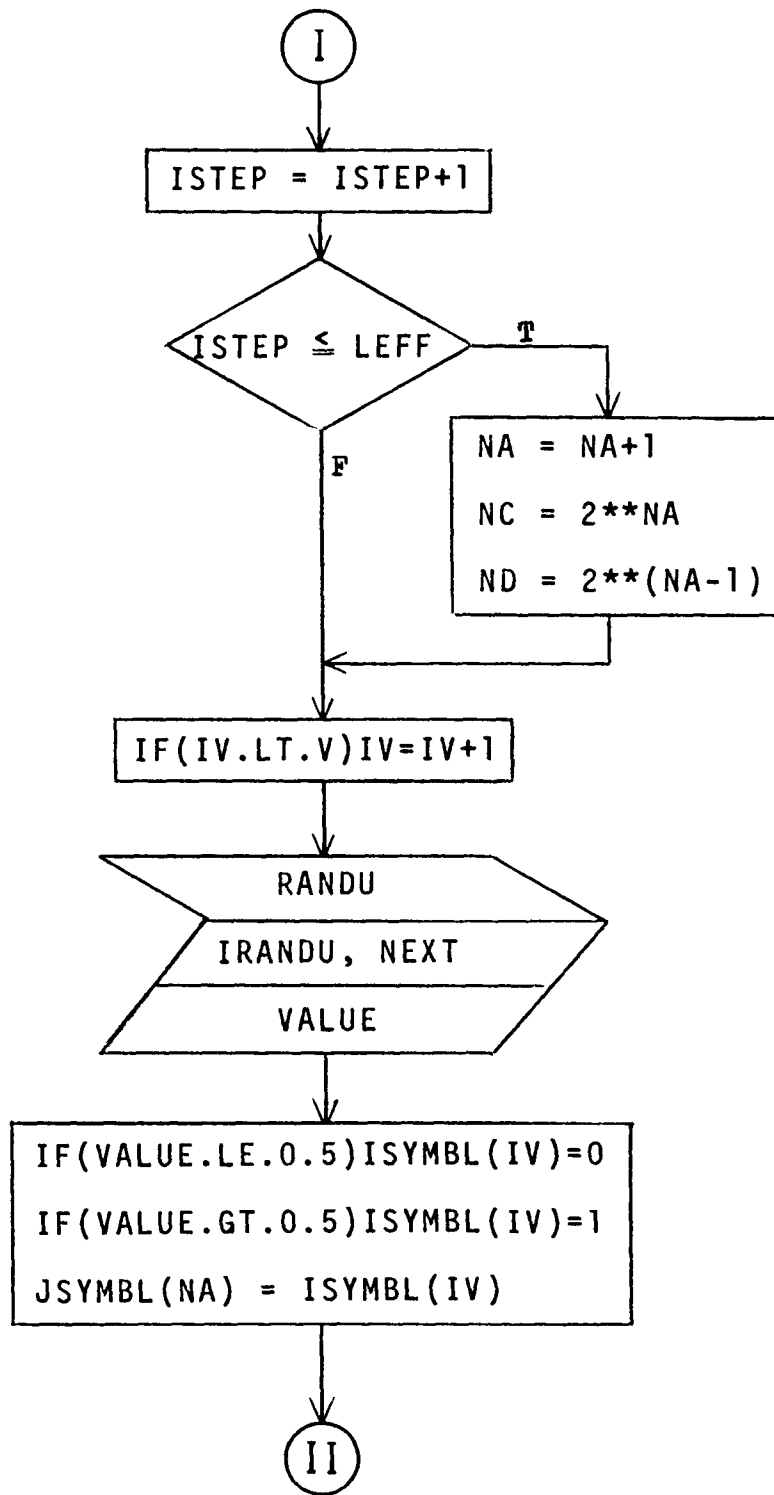 I
ISTEP = ISTEP+1
ISTEP ≦ LEFF
T
NA = NA+1
NC = 2**NA
ND = 2**(NA-1)
F
IF(IV.LT.V)IV=IV+1
RANDU
IRANDU, NEXT
VALUE
IF(VALUE.LE.0.5)ISYMBL(IV)=0
IF(VALUE.GT.0.5)ISYMBL(IV)=1
JSYMBL(NA) = ISYMBL(IV)
II